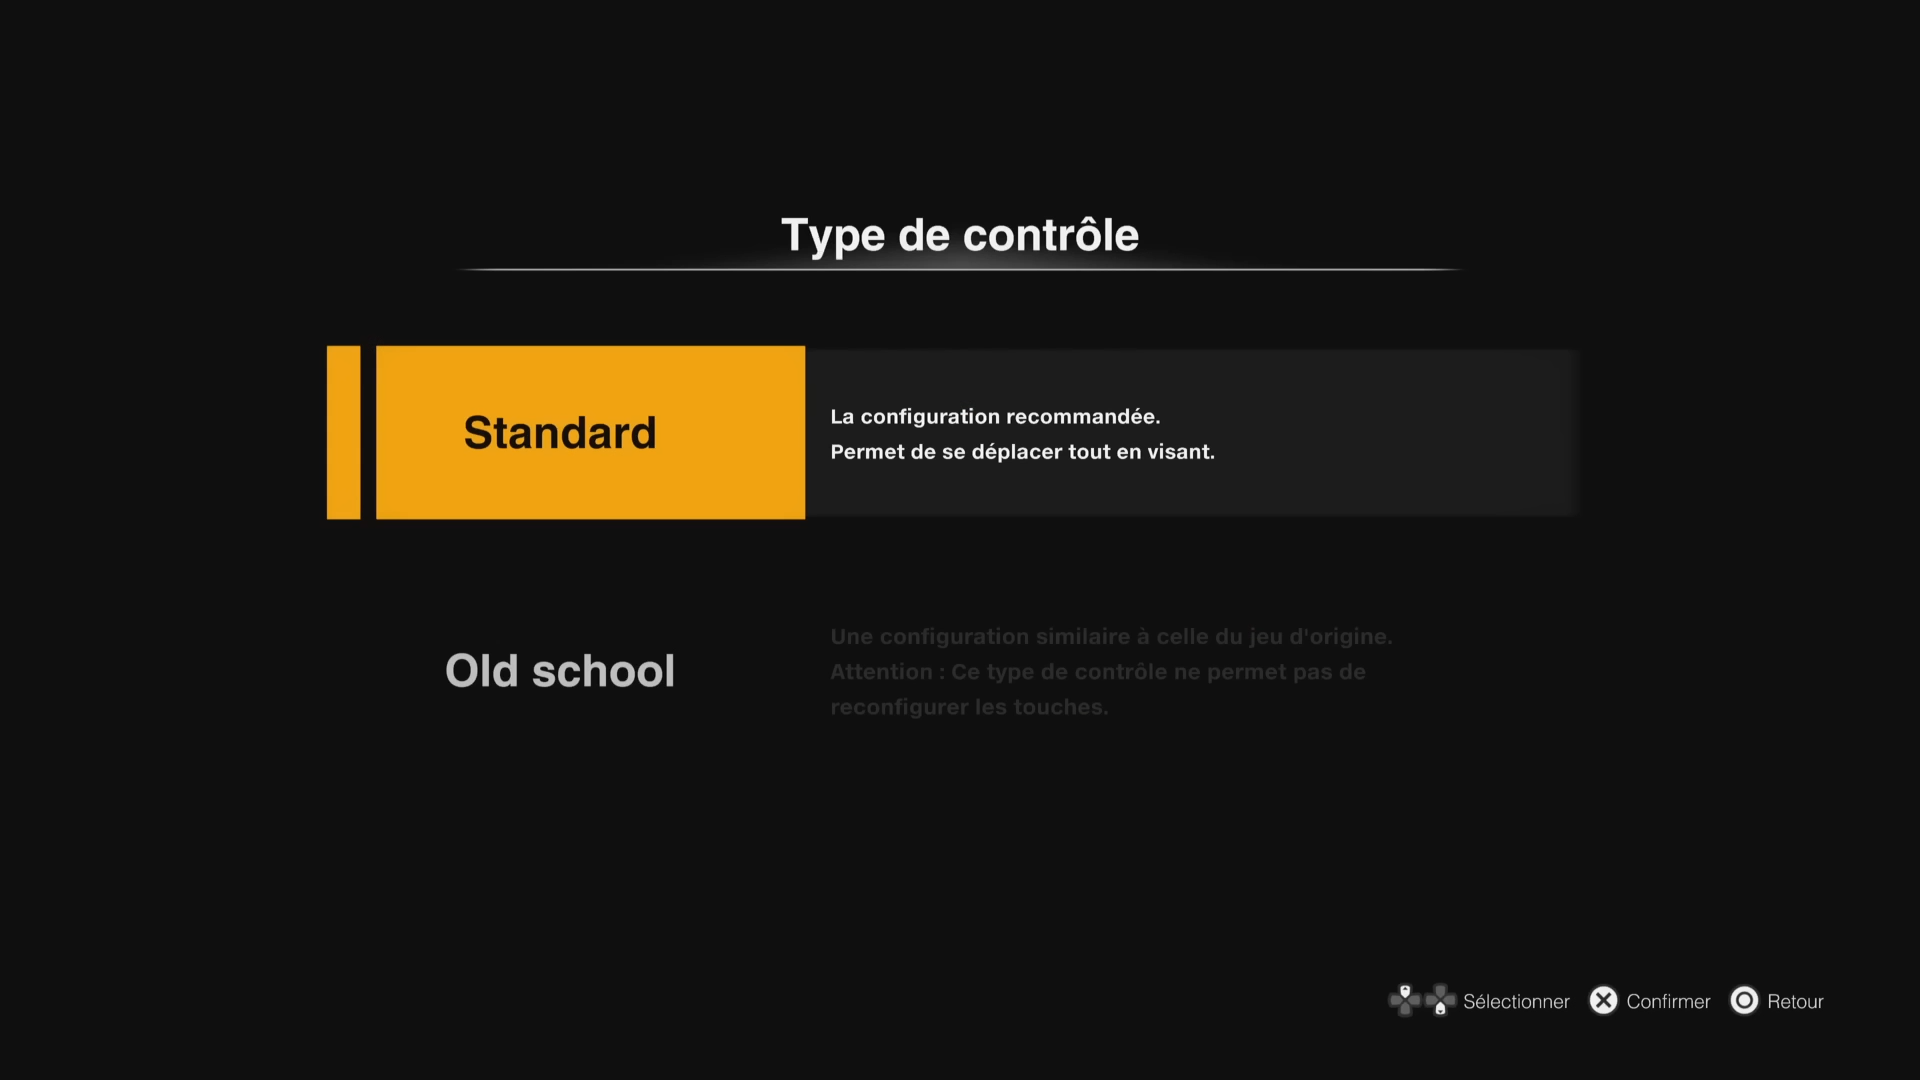 Type de contrôle
Standard
La configuration recommandée.
Permet de se déplacer tout en visant.
Old school
Une configuration similaire à celle du jeu d'origine.
Attention : Ce type de contrôle ne permet pas de
reconfigurer les touches.
Sélectionner Confirmer Retour